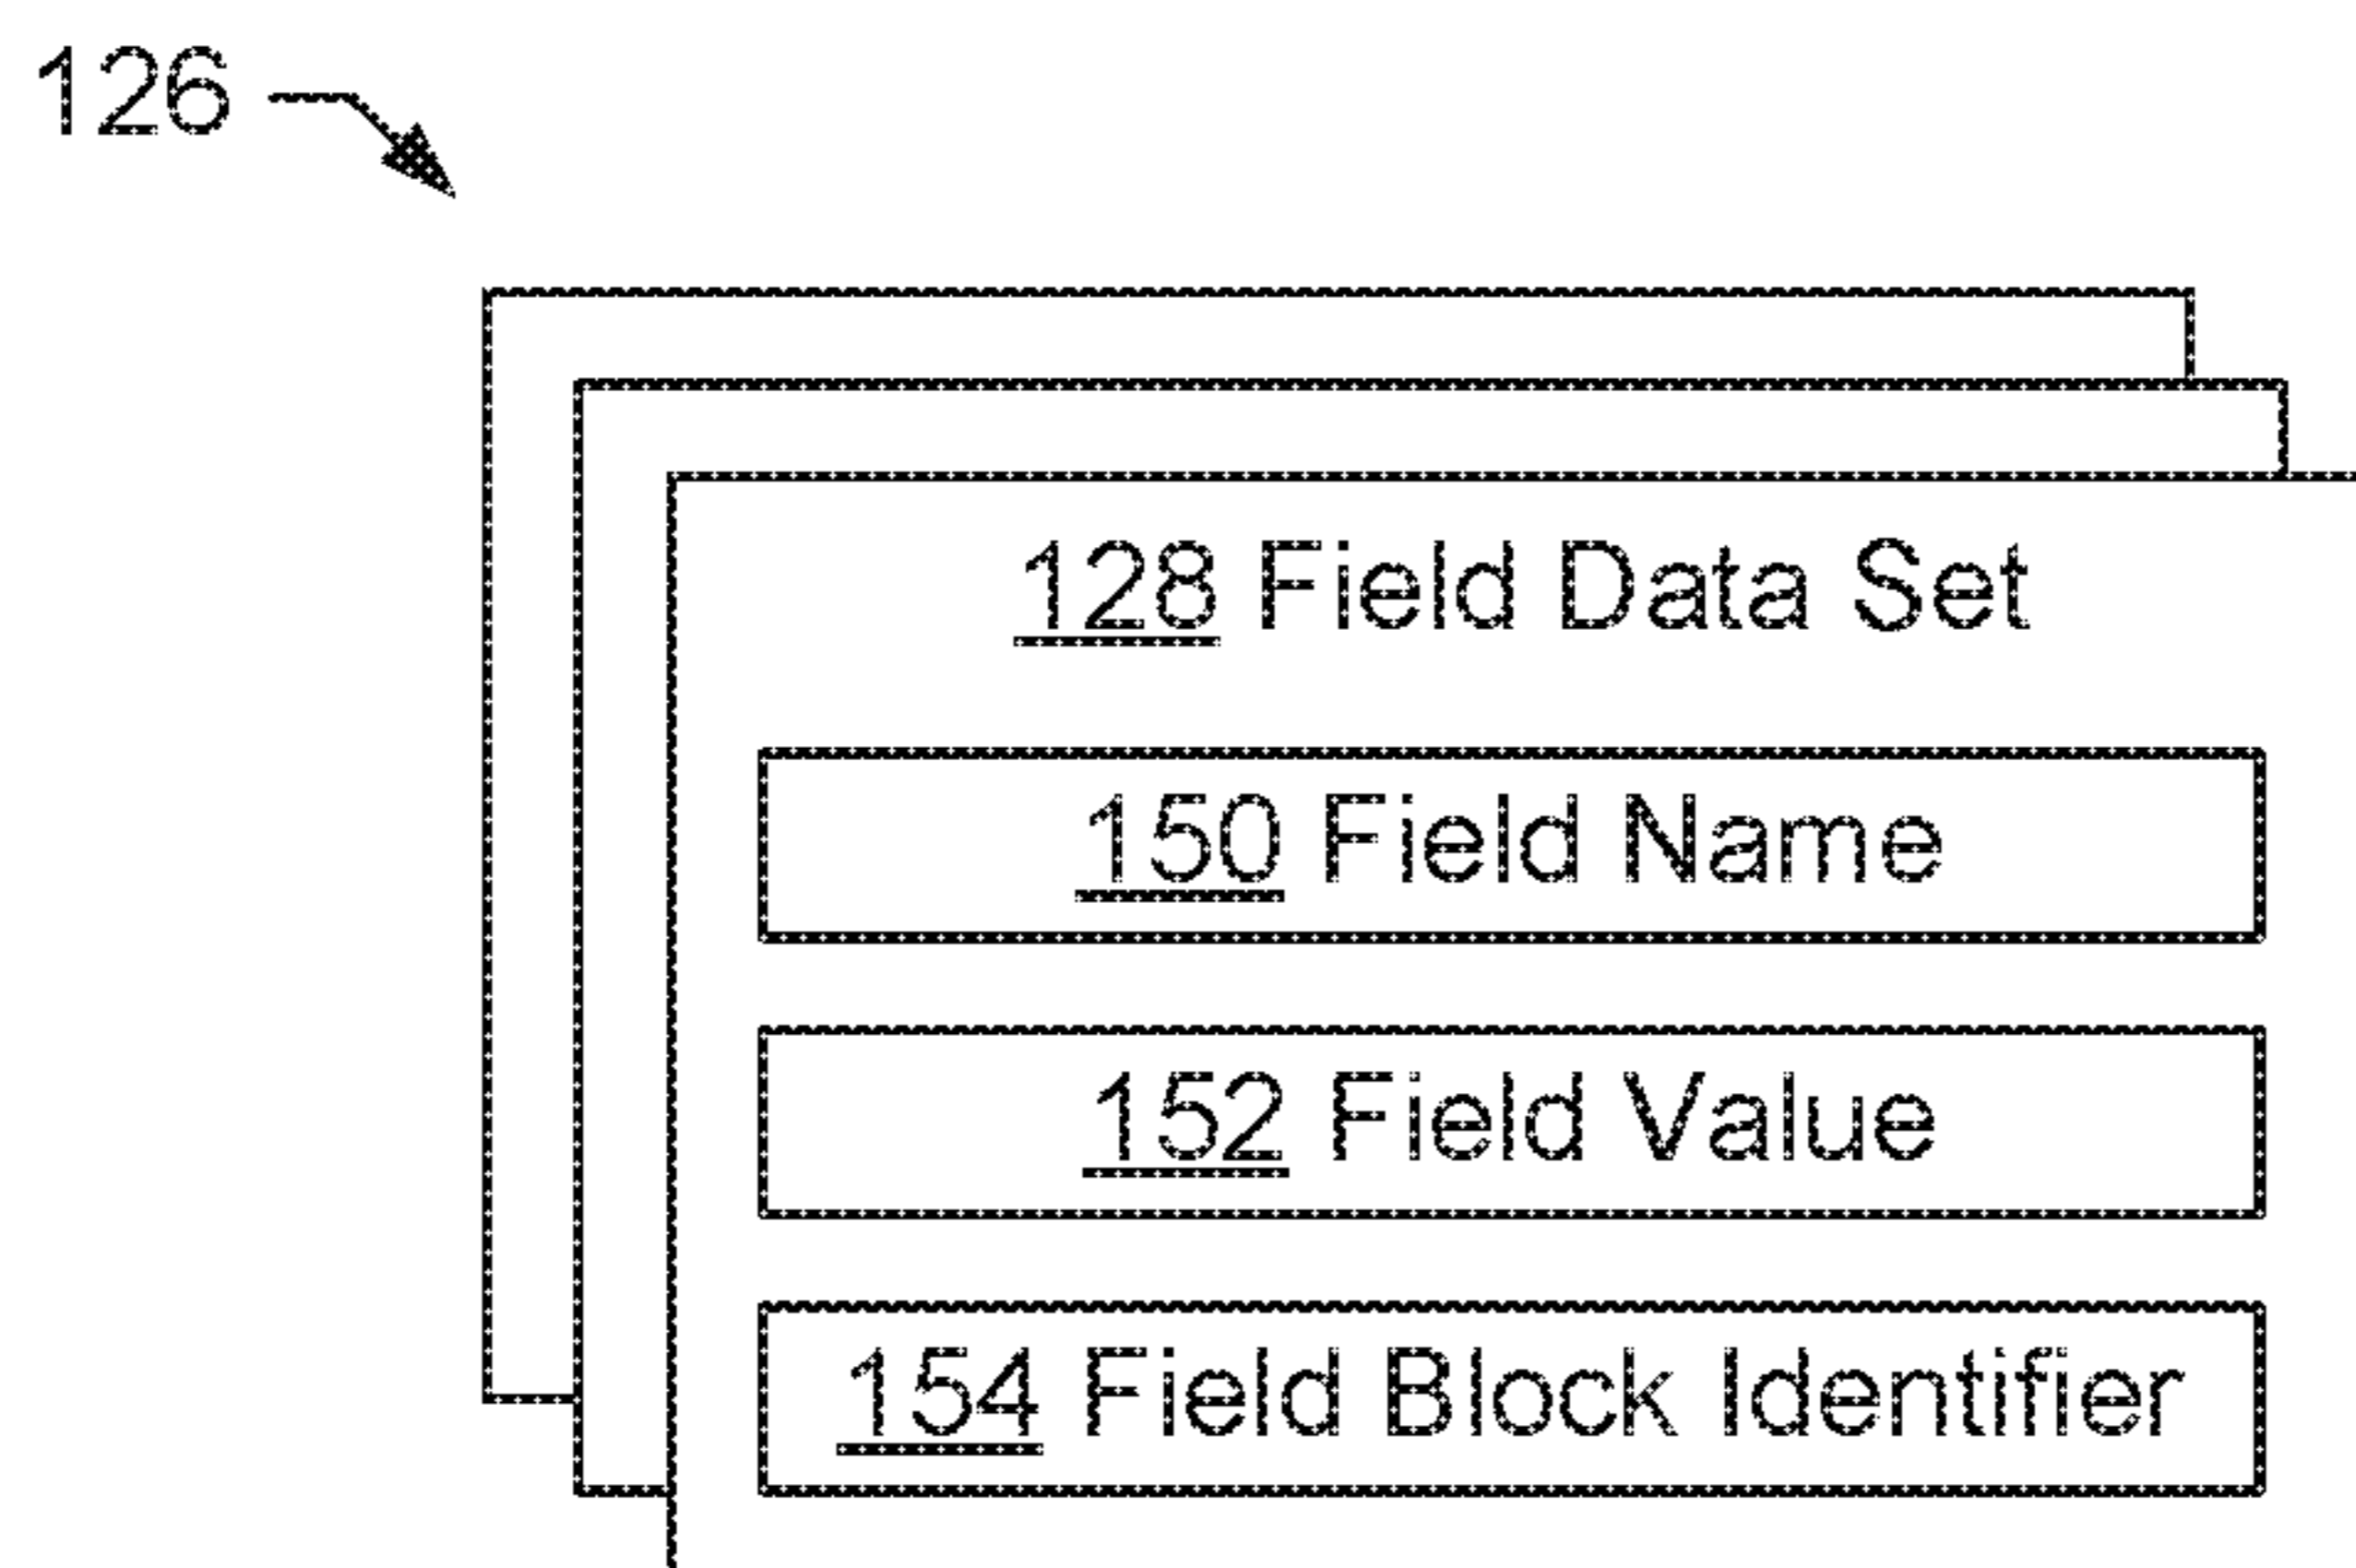 126
128 Field Data Set
150 Field Name
152 Field Value
154 Field Block Identifier